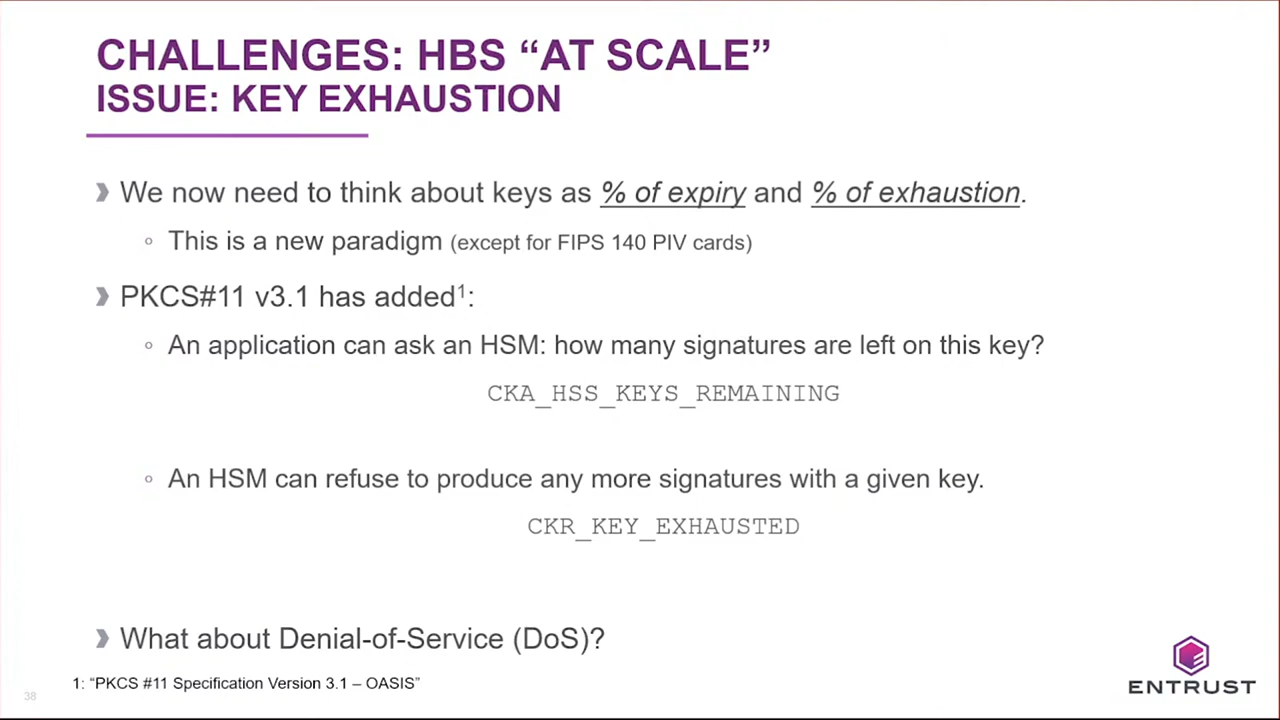 CHALLENGES: HBS “AT SCALE”
ISSUE: KEY EXHAUSTION
We now need to think about keys as % of expiry and % of exhaustion.
This is a new paradigm (except for FIPS 140 PIV cards)
PKCS#11 v3.1 has added1:
An application can ask an HSM: how many signatures are left on this key?
CKA_HSS_KEYS_REMAINING
An HSM can refuse to produce any more signatures with a given key.
CKR_KEY_EXHAUSTED
What about Denial-of-Service (DoS)?
1: “PKCS #11 Specification Version 3.1 – OASIS”
38
ENTRUST